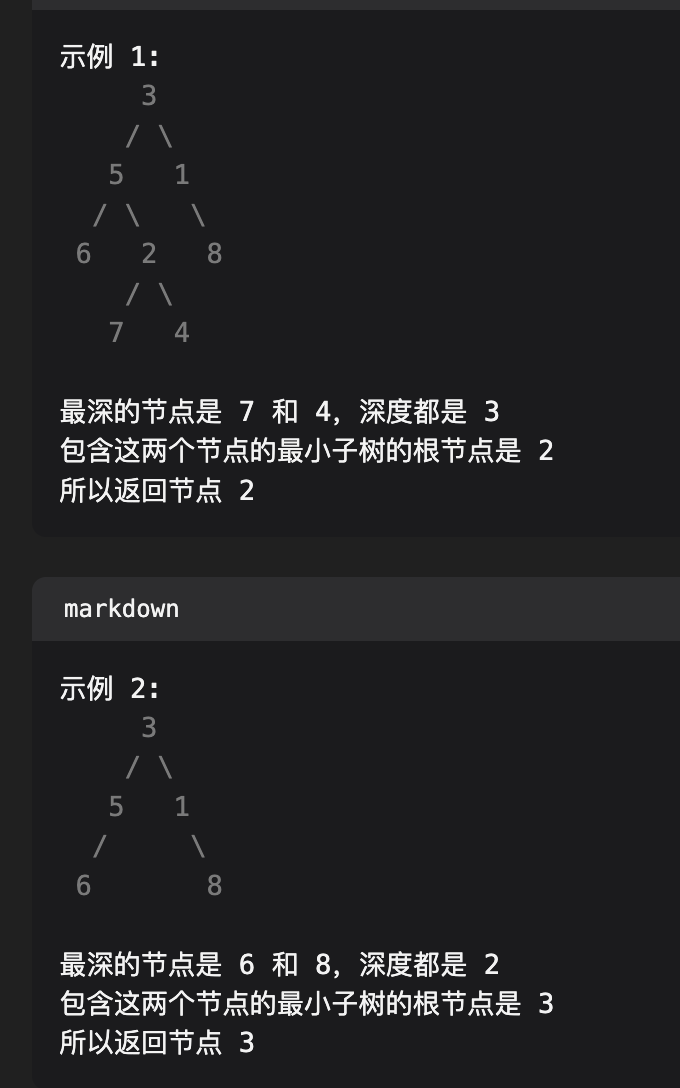 示例 1:
     3
    / \
   5   1
  / \   \
 6   2   8
    / \
   7   4
最深的节点是 7 和 4，深度都是 3
包含这两个节点的最小子树的根节点是 2
所以返回节点 2
markdown
示例 2:
     3
    / \
   5   1
  /     \
 6       8
最深的节点是 6 和 8，深度都是 2
包含这两个节点的最小子树的根节点是 3
所以返回节点 3